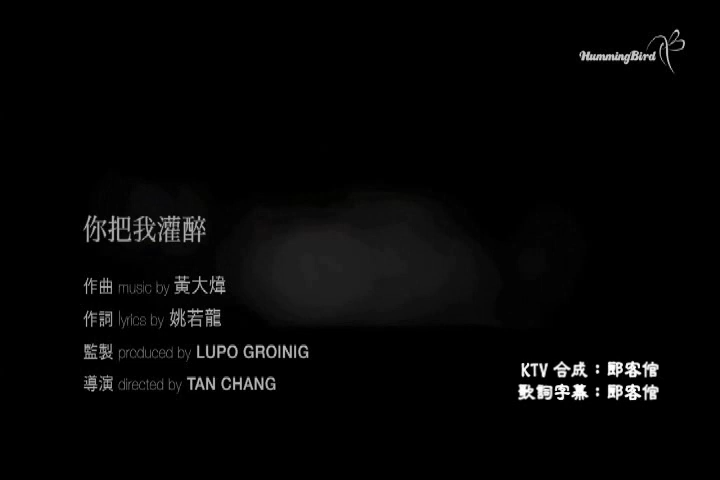 HummingBird
你把我灌醉
作曲 music by 黃大煒
作詞 lyrics by 姚若龍
監製 produced by LUPO GROINIG
導演 directed by TAN CHANG
KTV 合成：郎客倌
歌詞字幕：郎客倌